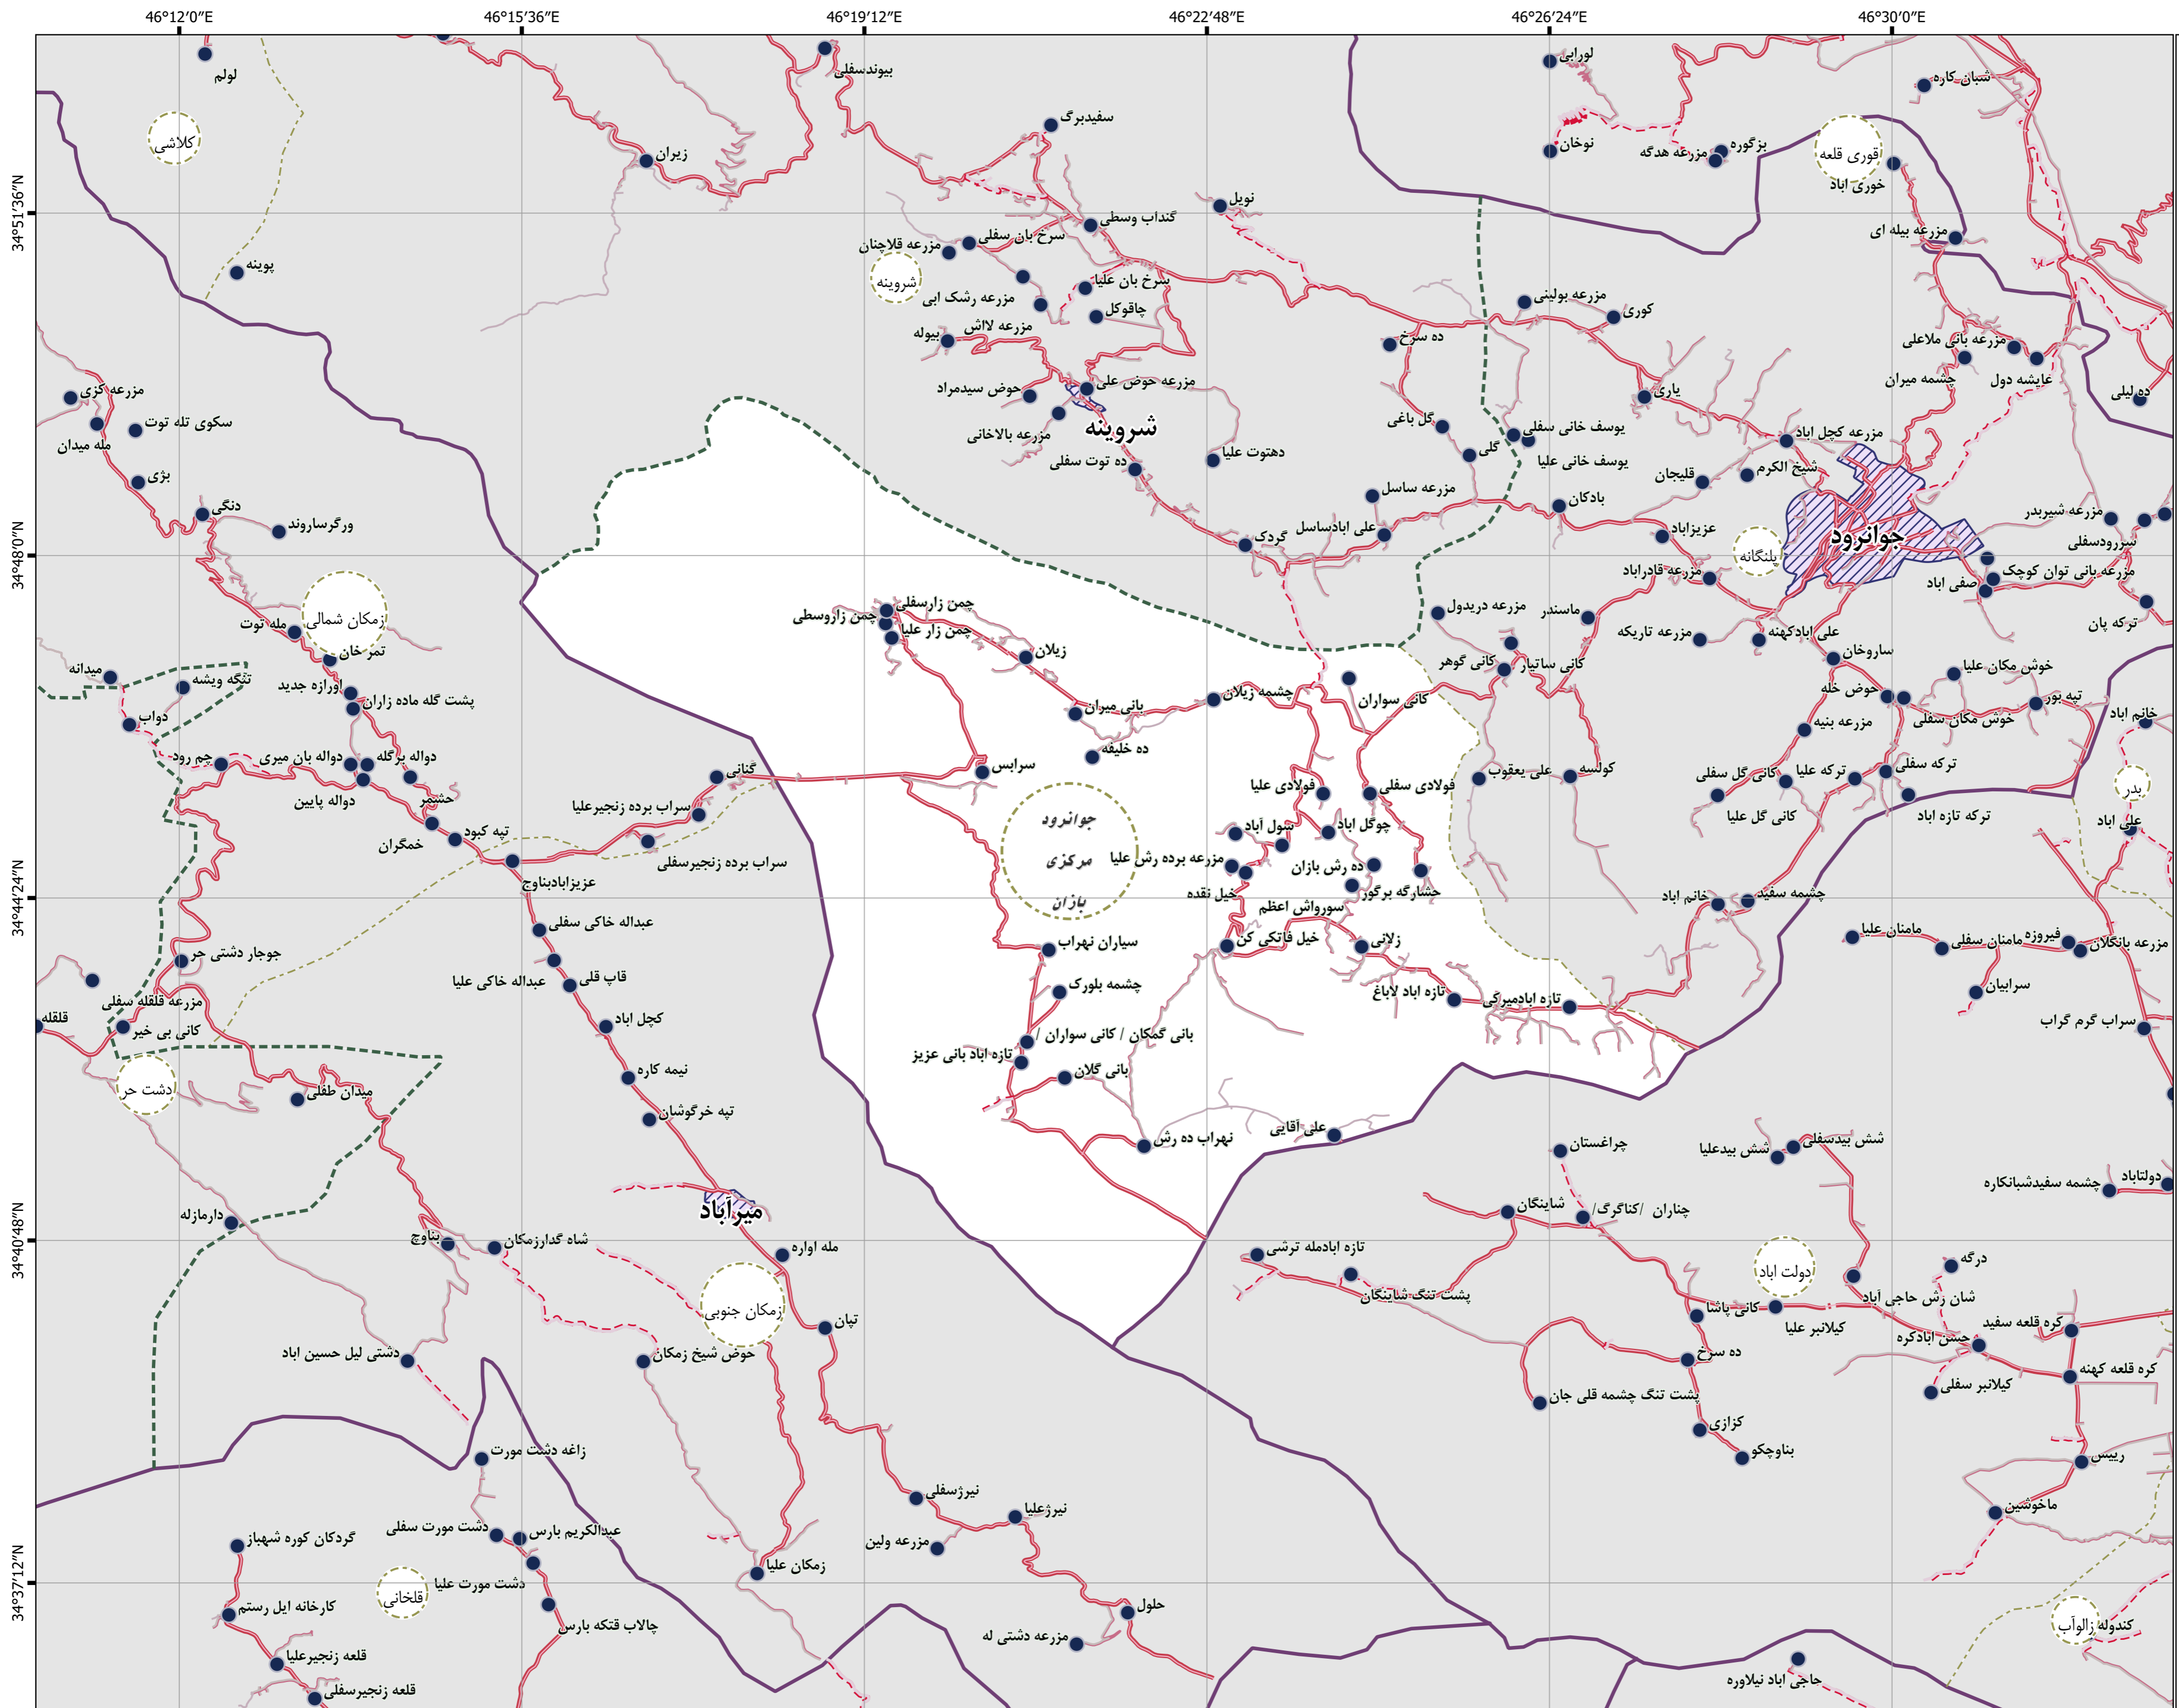 46°12′0″E
46°15′36″E
46°19′12″E
46°22′48″E
46°26′24″E
46°30′0″E
34°51′36″N
34°48′0″N
34°44′24″N
34°40′48″N
34°37′12″N
لولم
بیوندسفلی
لورابی
شبان کاره
کلاشی
سفیدبرگ
زیران
نوخان
بزگوره
مزرعه هدگه
قوری قلعه
خوری اباد
نویل
گنداب وسطی
سرخ بان سفلی
مزرعه قلاچنان
مزرعه بیله ای
پوینه
شروینه
سرخ بان علیا
مزرعه رشک ابی
چاقوکل
مزرعه بولینی
کوری
مزرعه لااش
بیوله
ده سرخ
مزرعه بانی ملاعلی
چشمه میران
عایشه دول
ده لیلی
مزرعه کزی
مزرعه حوض علی
حوض سیدمراد
یاری
سکوی تله توت
مله میدان
شروینه
مزرعه بالاخانی
گل باغی
یوسف خانی سفلی
یوسف خانی علیا
مزرعه کچل اباد
گلی
دهتوت علیا
ده توت سفلی
شیخ الکرم
قلیجان
بژی
مزرعه ساسل
بادکان
دنگی
ورگرساروند
علی ابادساسل
گردک
عزیزاباد
جوانرود
پلنگانه
مزرعه شیربدر
سررودسفلی
مزرعه بانی توان کوچک
صفی اباد
مزرعه قادراباد
زمکان شمالی
مله توت
تمرخان
چمن زارسفلی
چمن زاروسطی
چمن زار علیا
مزرعه دریدول
ماسندر
مزرعه تاریکه
علی ابادکهنه
ترکه پان
زیلان
کانی گوهر
کانی ساتیار
ساروخان
خوش مکان علیا
میدانه
تنگه ویشه
اورازه جدید
پشت گله ماده زاران
دواب
بانی میران
چشمه زیلان
کانی سواران
حوض خله
تپه بور
خوش مکان سفلی
مزرعه بنیه
خانم اباد
چم رود
دواله بان میری
دواله برگله
ده خلیفه
سرابس
گنانی
علی یعقوب
کولسه
کانی گل سفلی
ترکه علیا
ترکه سفلی
دواله پایین
حشمر
سراب برده زنجیرعلیا
فولادی علیا
فولادی سفلی
کانی گل علیا
ترکه تازه اباد
بدر
علی اباد
خمگران
تپه کبود
سراب برده زنجیرسفلی
جوانرود
مرکزی
بازان
سول آباد
چوگل اباد
مزرعه برده رش علیا
ده رش بازان
عزیزابادبناوج
خیل نقده
حشارگه برگور
سورواش اعظم
خانم اباد
چشمه سفید
عبداله خاکی سفلی
سیاران نهراب
خیل فاتکی کن
زلانی
مامنان علیا
مامنان سفلی
فیروزه
مزرعه بانگلان
جوجار دشتی حر
عبداله خاکی علیا
قاپ قلی
چشمه بلورک
تازه اباد لاباغ
تازه ابادمیرکی
سرابیان
مزرعه قلقله سفلی
قلقله
کانی بی خیر
کچل اباد
بانی گمکان / کانی سواران /
تازه اباد بانی عزیز
سراب گرم گراب
دشت حر
میدان طفلی
نیمه کاره
بانی گلان
تپه خرگوشان
نهراب ده رش
علی آقایی
چراغستان
شش بیدعلیا
شش بیدسفلی
چشمه سفیدشبانکاره
دولتاباد
دارمازله
میرآباد
شاینگان
چناران /کناگرگ/
بناوچ
شاه گدارزمکان
مله اواره
تازه ابادمله ترشی
دولت اباد
درگه
زمکان جنوبی
پشت تنگ شاینگان
کانی پاشا
شان رش حاجی آباد
کیلانبر علیا
حسن ابادکره
کره قلعه سفید
تپان
دشتی لیل حسین اباد
حوض شیخ زمکان
ده سرخ
کره قلعه کهنه
پشت تنگ چشمه قلی جان
کیلانبر سفلی
کزازی
بناوچکو
زاغه دشت مورت
رییس
نیرژسفلی
نیرژعلیا
ماخوشین
گردکان کوره شهباز
دشت مورت سفلی
عبدالکریم بارس
مزرعه ولین
زمکان علیا
قلخانی
دشت مورت علیا
کارخانه ایل رستم
حلول
چالاب قتکه بارس
مزرعه دشتی له
کندوله
زالوآب
قلعه زنجیرعلیا
حاجی اباد نیلاوره
قلعه زنجیرسفلی